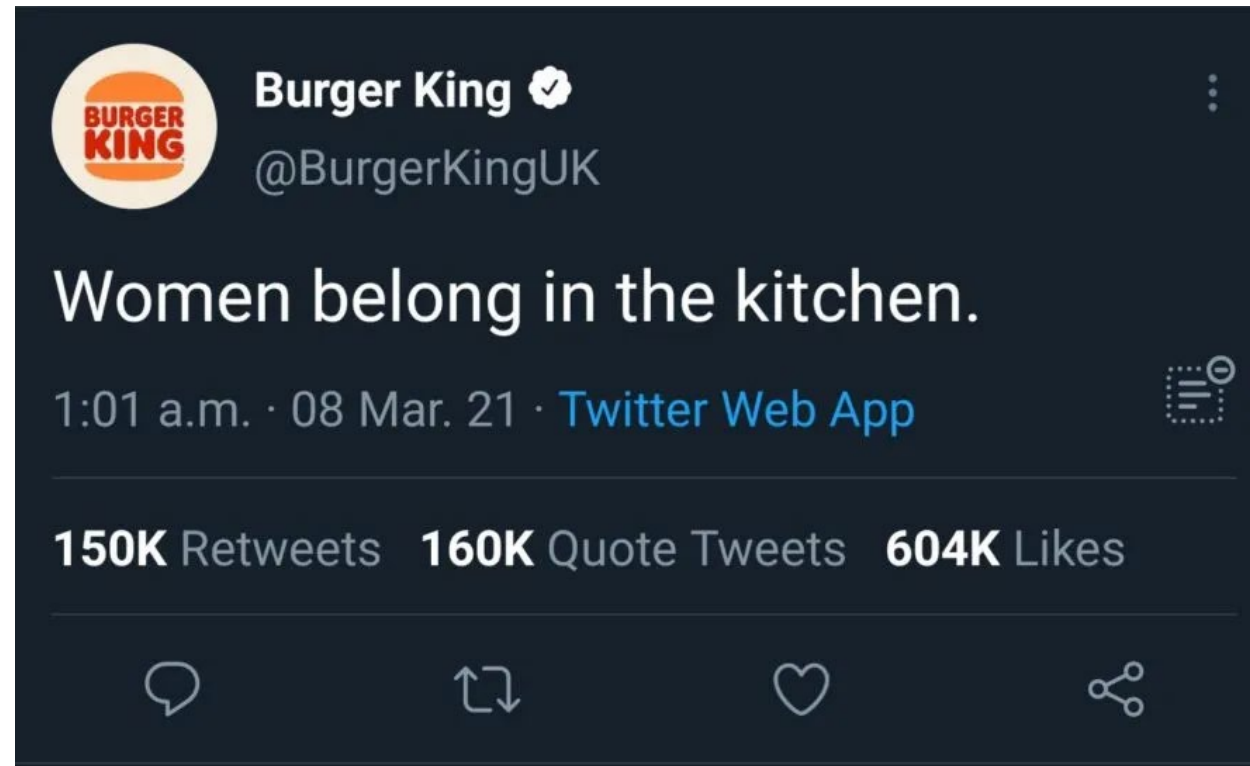 BURGER
KING
Burger King
@BurgerKingUK
Women belong in the kitchen.
1:01 a.m. · 08 Mar. 21 · Twitter Web App
150K Retweets 160K Quote Tweets 604K Likes